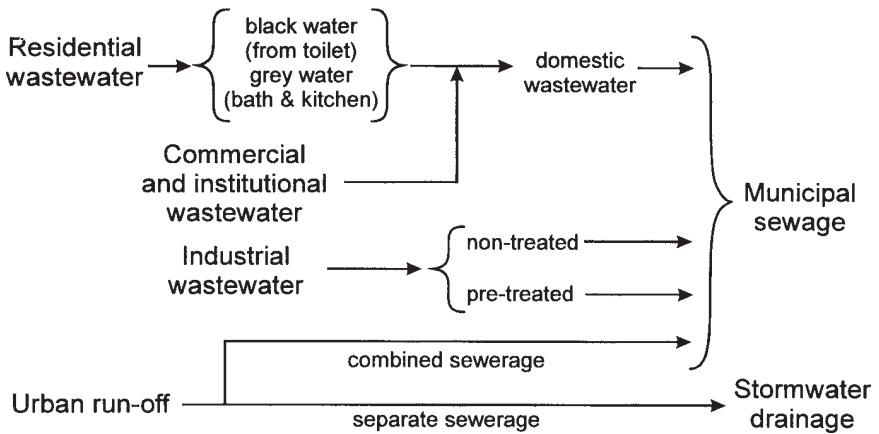 Residential
wastewater
black water
(from toilet)
grey water
(bath & kitchen)
domestic
wastewater
Commercial
and institutional
wastewater
Municipal
sewage
Industrial
wastewater
non-treated
pre-treated
combined sewerage
Urban run-off
separate sewerage
Stormwater
drainage